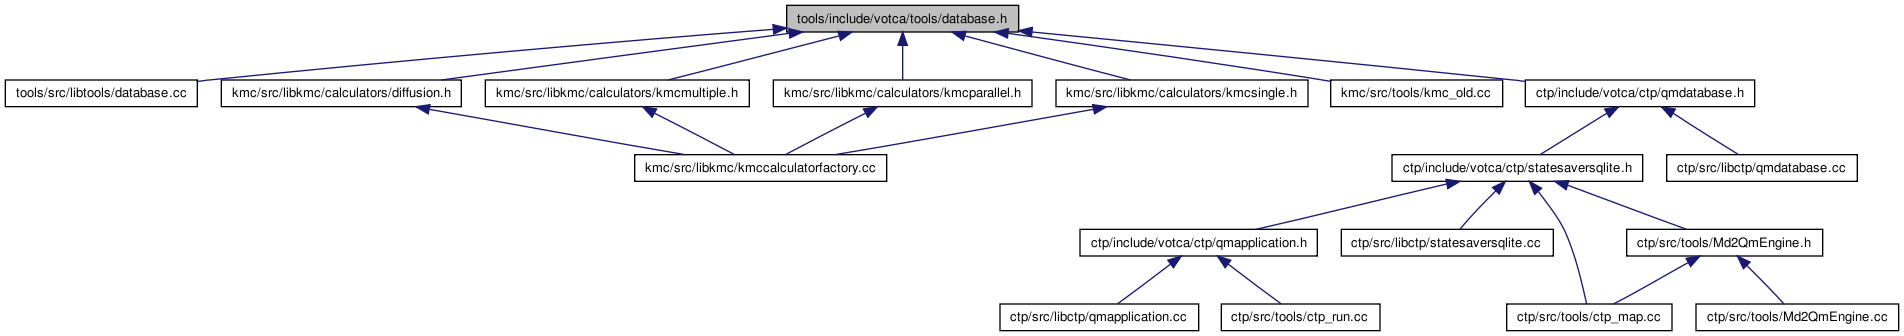 tools/include/votca/tools/database.h
tools/src/libtools/database.cc
kmc/src/libkmc/calculators/diffusion.h
kmc/src/libkmc/calculators/kmcmultiple.h
kmc/src/libkmc/calculators/kmcparallel.h
kmc/src/libkmc/calculators/kmcsingle.h
kmc/src/tools/kmc_old.cc
ctp/include/votca/ctp/qmdatabase.h
kmc/src/libkmc/kmccalculatorfactory.cc
ctp/include/votca/ctp/statesaversqlite.h
ctp/src/libctp/qmdatabase.cc
ctp/include/votca/ctp/qmapplication.h
ctp/src/libctp/statesaversqlite.cc
ctp/src/tools/Md2QmEngine.h
ctp/src/libctp/qmapplication.cc
ctp/src/tools/ctp_run.cc
ctp/src/tools/ctp_map.cc
ctp/src/tools/Md2QmEngine.cc